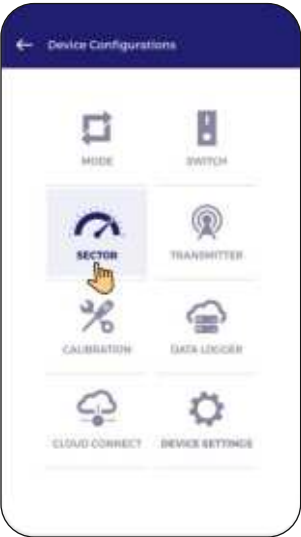 Device Configurations
MODE
SWITCH
SECTOR
TRANSMITTER
CALIBRATION
DATA LOGGER
CLOUD CONNECT
DEVICE SETTINGS